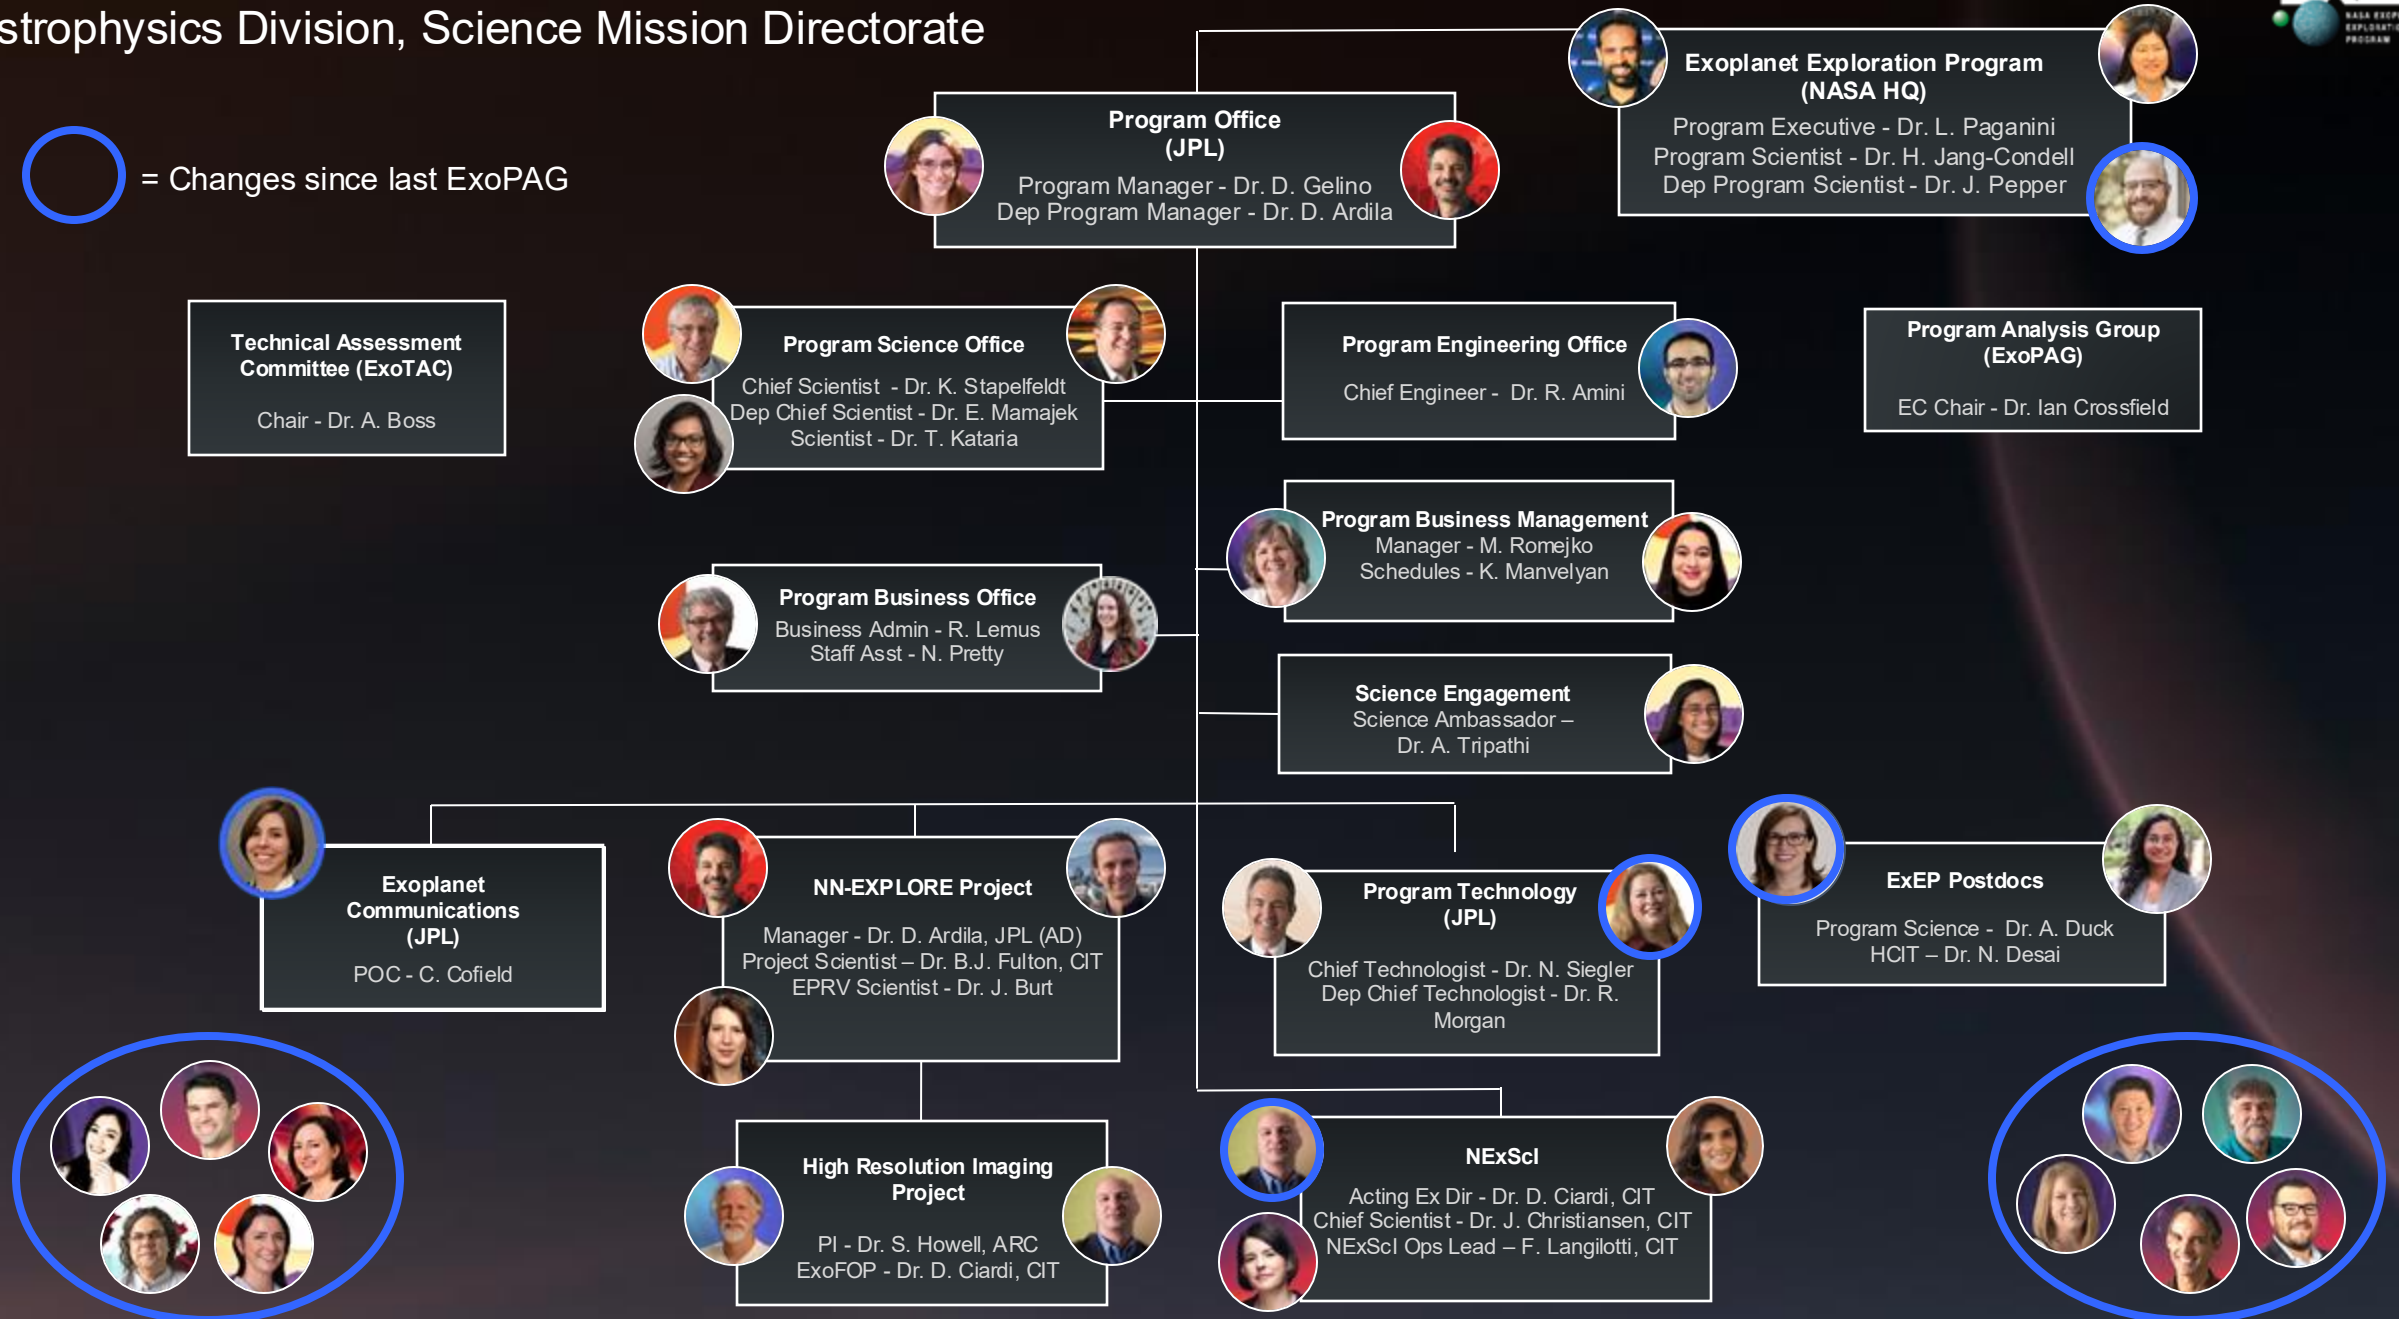 strophysics Division, Science Mission Directorate
NASA EXOP
EXPLORATI
PROGRAM
= Changes since last ExoPAG
Program Office
(JPL)
Program Manager - Dr. D. Gelino
Dep Program Manager - Dr. D. Ardila
Exoplanet Exploration Program
(NASA HQ)
Program Executive - Dr. L. Paganini
Program Scientist - Dr. H. Jang-Condell
Dep Program Scientist - Dr. J. Pepper
Technical Assessment
Committee (ExoTAC)
Chair - Dr. A. Boss
Program Science Office
Chief Scientist - Dr. K. Stapelfeldt
Dep Chief Scientist - Dr. E. Mamajek
Scientist - Dr. T. Kataria
Program Engineering Office
Chief Engineer - Dr. R. Amini
Program Analysis Group
(ExoPAG)
EC Chair - Dr. Ian Crossfield
Program Business Management
Manager - M. Romejko
Schedules - K. Manvelyan
Program Business Office
Business Admin - R. Lemus
Staff Asst - N. Pretty
Science Engagement
Science Ambassador –
Dr. A. Tripathi
Exoplanet
Communications
(JPL)
POC - C. Cofield
NN-EXPLORE Project
Manager - Dr. D. Ardila, JPL (AD)
Project Scientist – Dr. B.J. Fulton, CIT
EPRV Scientist - Dr. J. Burt
Program Technology
(JPL)
Chief Technologist - Dr. N. Siegler
Dep Chief Technologist - Dr. R.
Morgan
ExEP Postdocs
Program Science - Dr. A. Duck
HCIT – Dr. N. Desai
High Resolution Imaging
Project
PI - Dr. S. Howell, ARC
ExoFOP - Dr. D. Ciardi, CIT
NExScI
Acting Ex Dir - Dr. D. Ciardi, CIT
Chief Scientist - Dr. J. Christiansen, CIT
NExScI Ops Lead – F. Langilotti, CIT